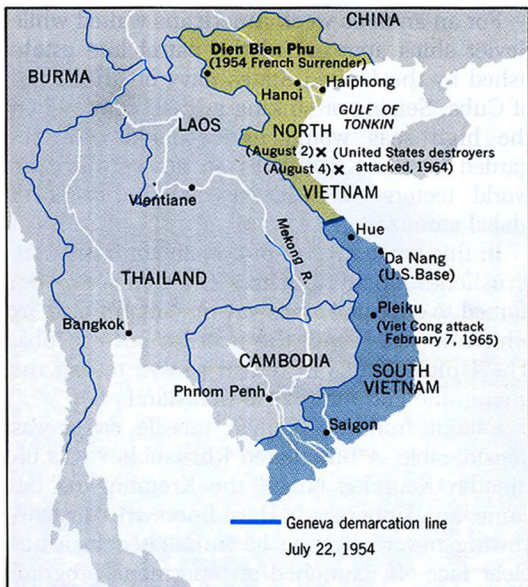 CHINA
Dien Bien Phu
(1954 French Surrender)
BURMA
Haiphong
Hanoi
GULF OF
TONKIN
LAOS
NORTH
(August 2) × (United States destroyers
attacked, 1964)
(August 4) ×
VIETNAM
Vientiane
Hue
Mekong R.
Da Nang
(U.S. Base)
THAILAND
Pleiku
(Viet Cong attack
February 7, 1965)
Bangkok
CAMBODIA
SOUTH
VIETNAM
Phnom Penh
Saigon
Geneva demarcation line
July 22, 1954